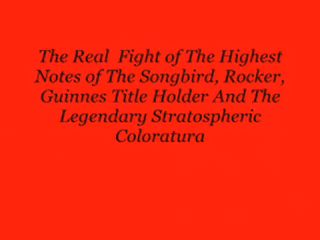 The Real  Fight of The Highest
Notes of The Songbird, Rocker,
Guinnes Title Holder And The
Legendary Stratospheric
Coloratura